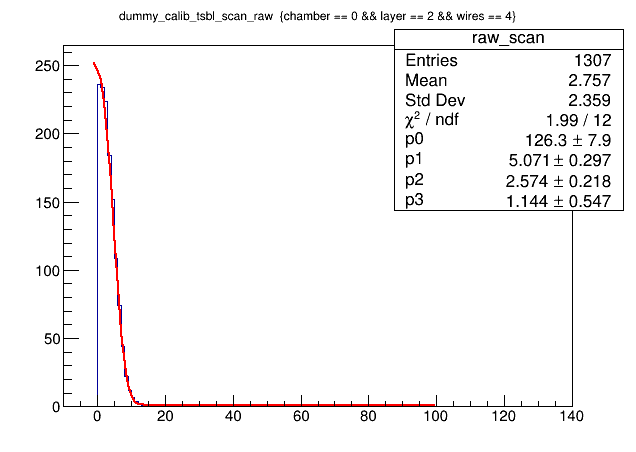 dummy_calib_tsbl_scan_raw {chamber == 0 && layer == 2 && wires == 4}
raw_scan
Entries 1307
Mean 2.757
Std Dev 2.359
χ² / ndf 1.99 / 12
p0 126.3 ± 7.9
p1 5.071 ± 0.297
p2 2.574 ± 0.218
p3 1.144 ± 0.547
250
200
150
100
50
0
0 20 40 60 80 100 120 140